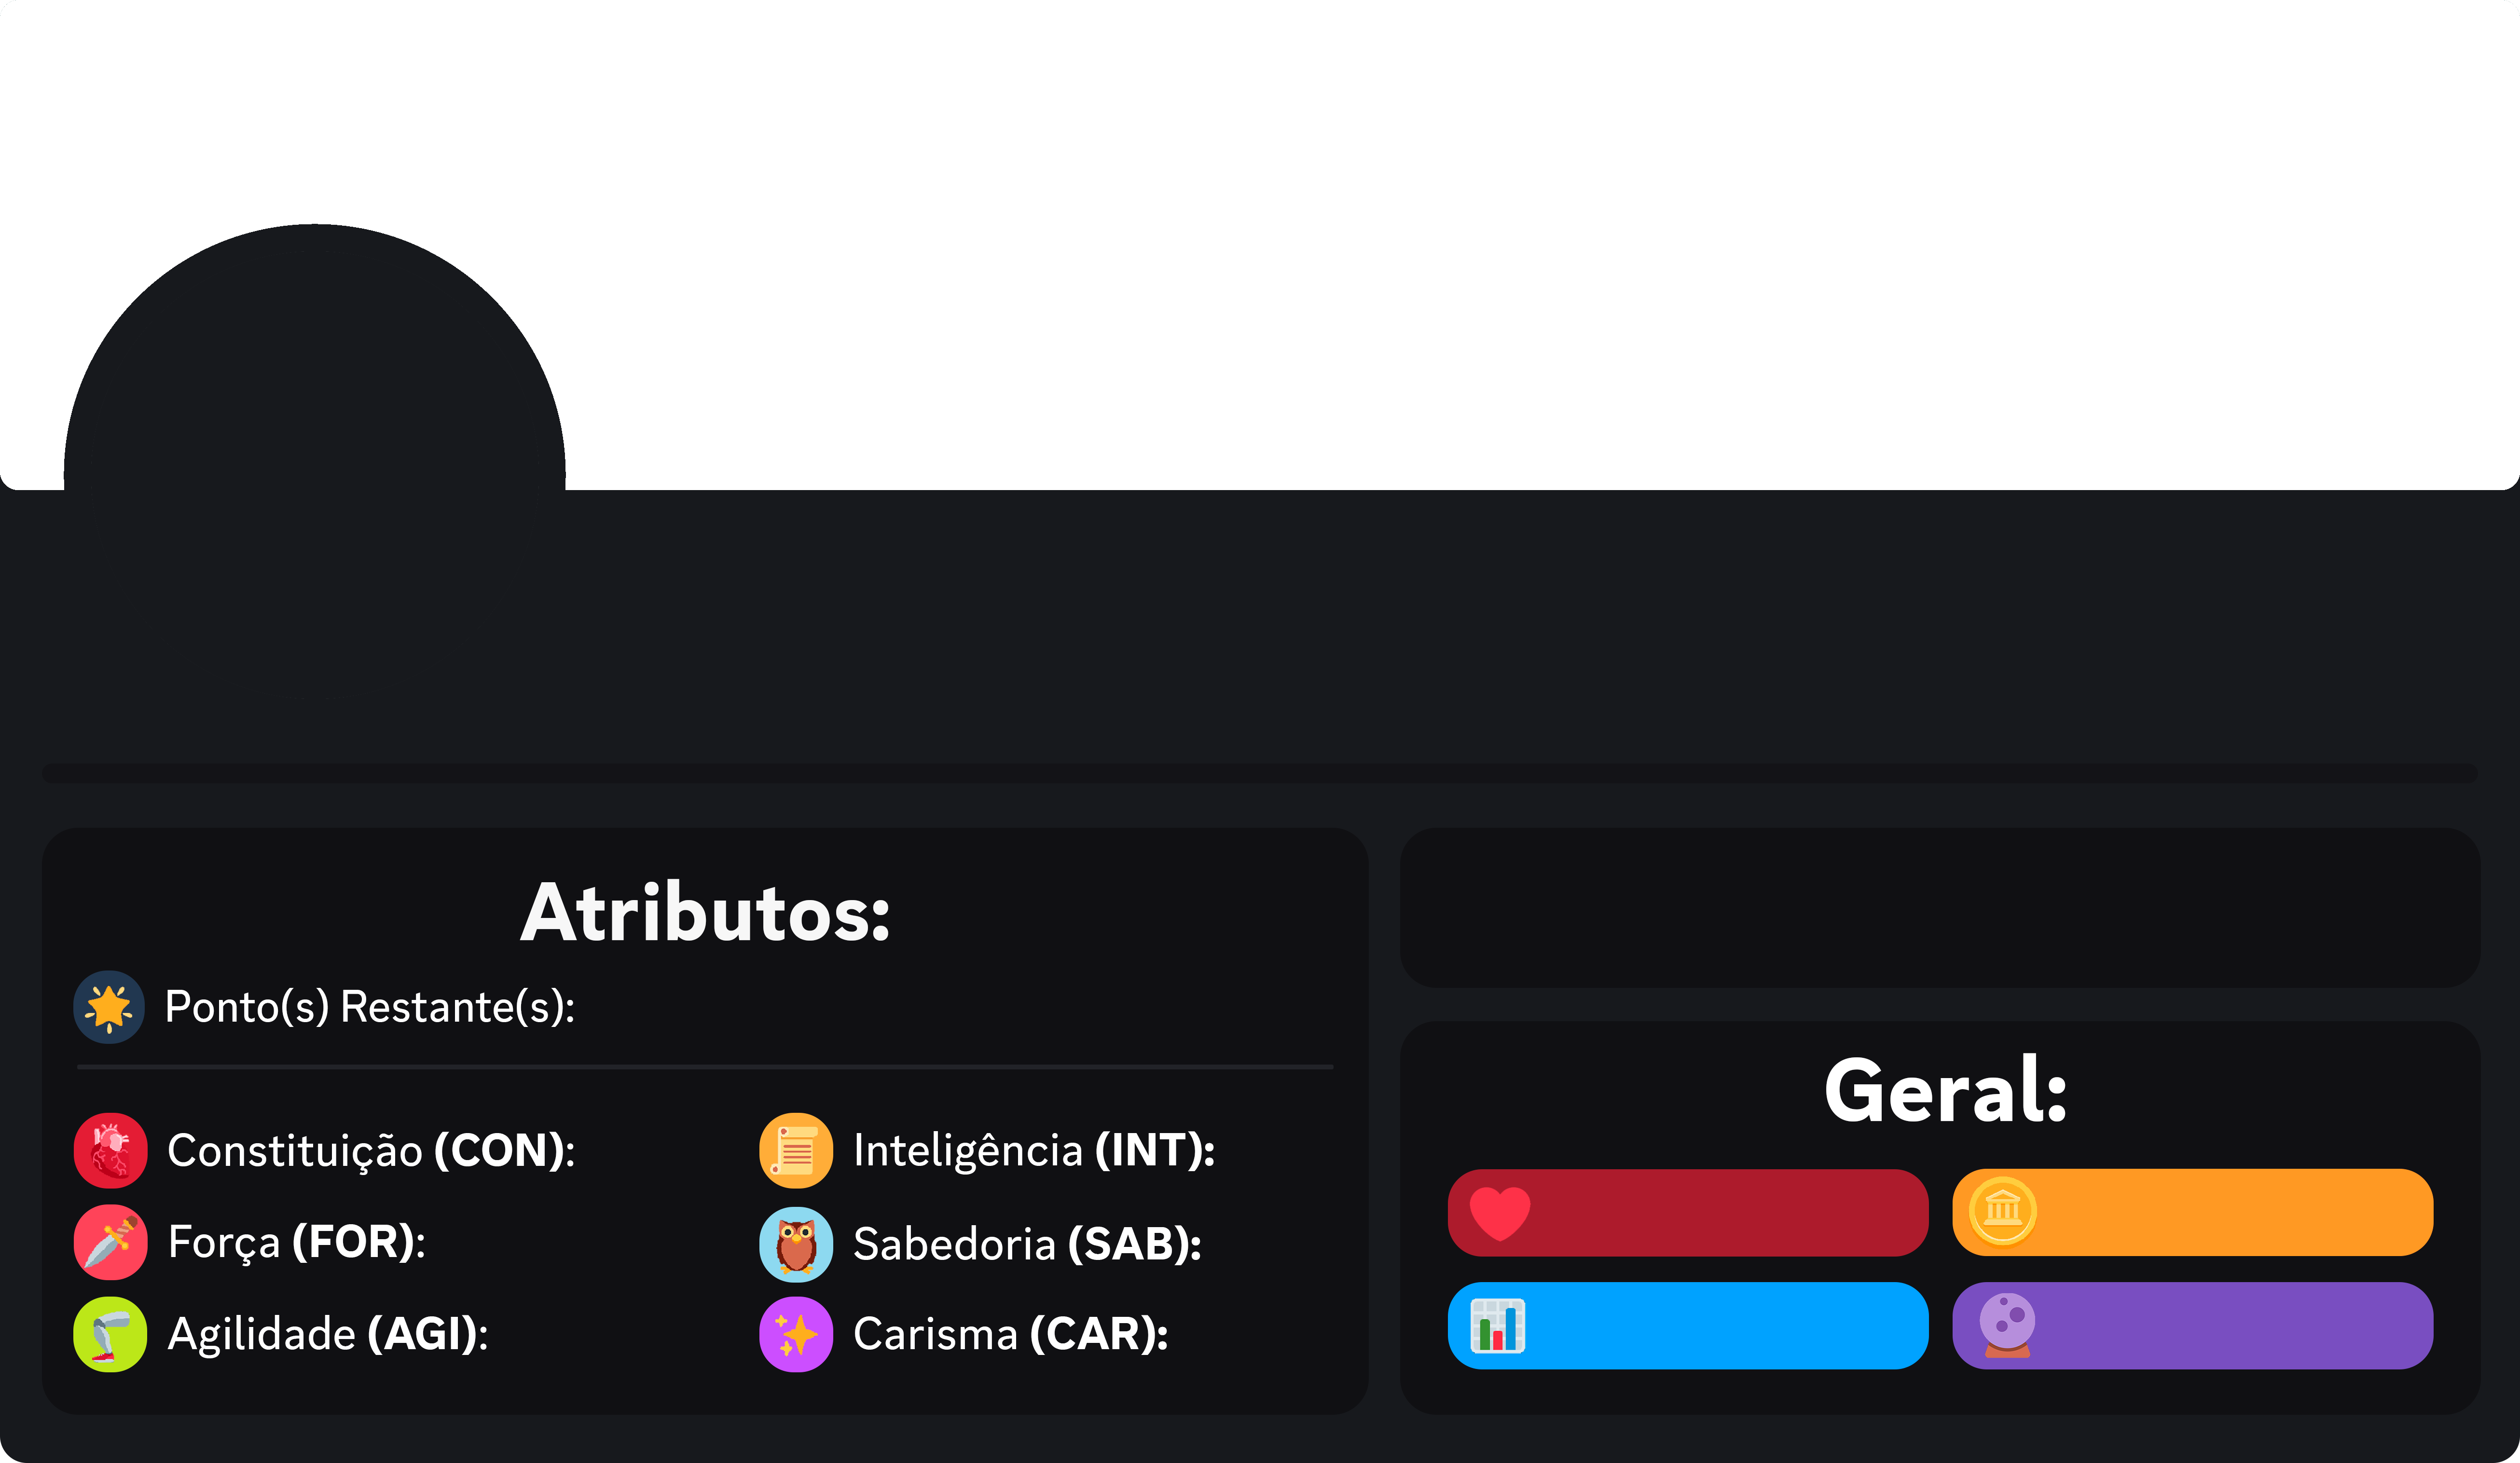 Atributos:
Ponto(s) Restante(s):
Constituição (CON):
Força (FOR):
Agilidade (AGI):
Inteligência (INT):
Sabedoria (SAB):
Carisma (CAR):
Geral: